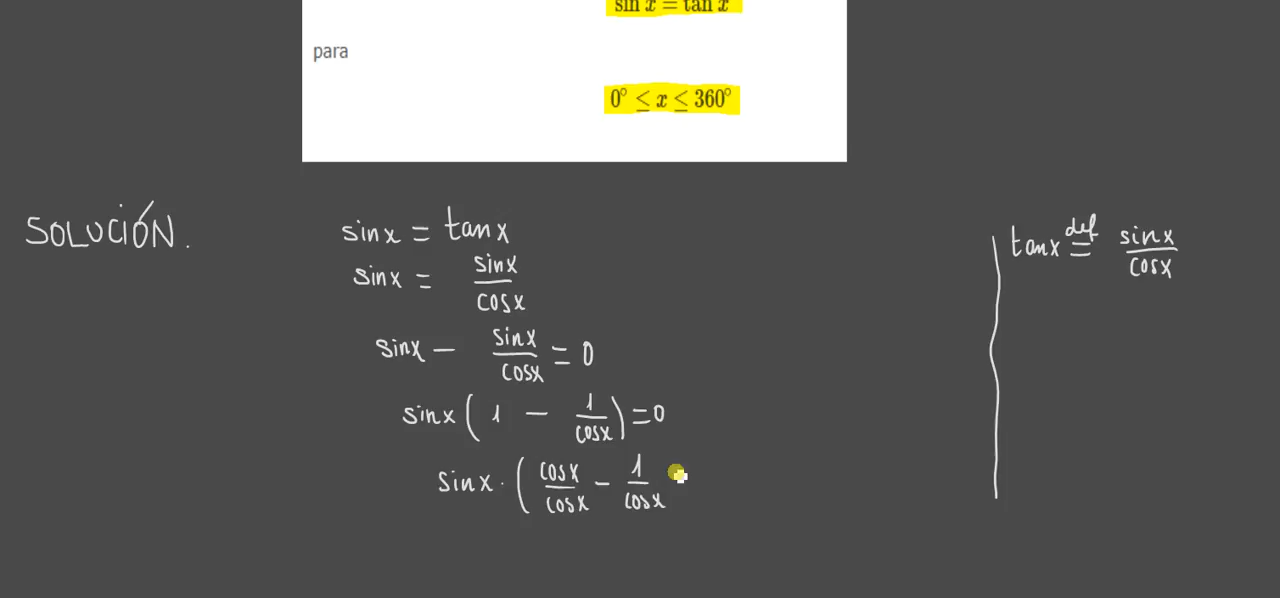 sin x = tan x
para
0° ≤ x ≤ 360°
SOLUCIÓN.
sinx = tanx
sinx = sinx/cosx
sinx - sinx/cosx = 0
sinx(1 - 1/cosx) = 0
sinx · (cosx/cosx - 1/cosx
tanx =def sinx/cosx